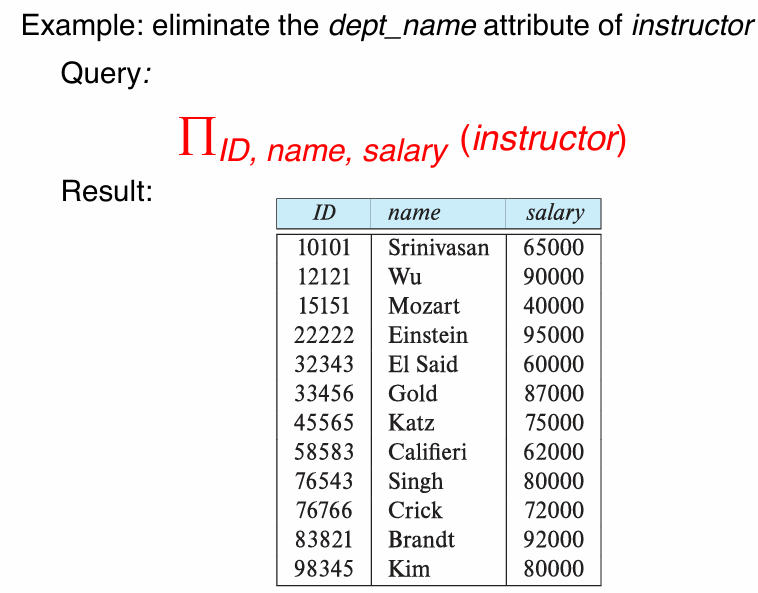 Example: eliminate the dept_name attribute of instructor
Query:
∏ID, name, salary (instructor)
Result:
ID name salary
10101 Srinivasan 65000
12121 Wu 90000
15151 Mozart 40000
22222 Einstein 95000
32343 El Said 60000
33456 Gold 87000
45565 Katz 75000
58583 Califieri 62000
76543 Singh 80000
76766 Crick 72000
83821 Brandt 92000
98345 Kim 80000